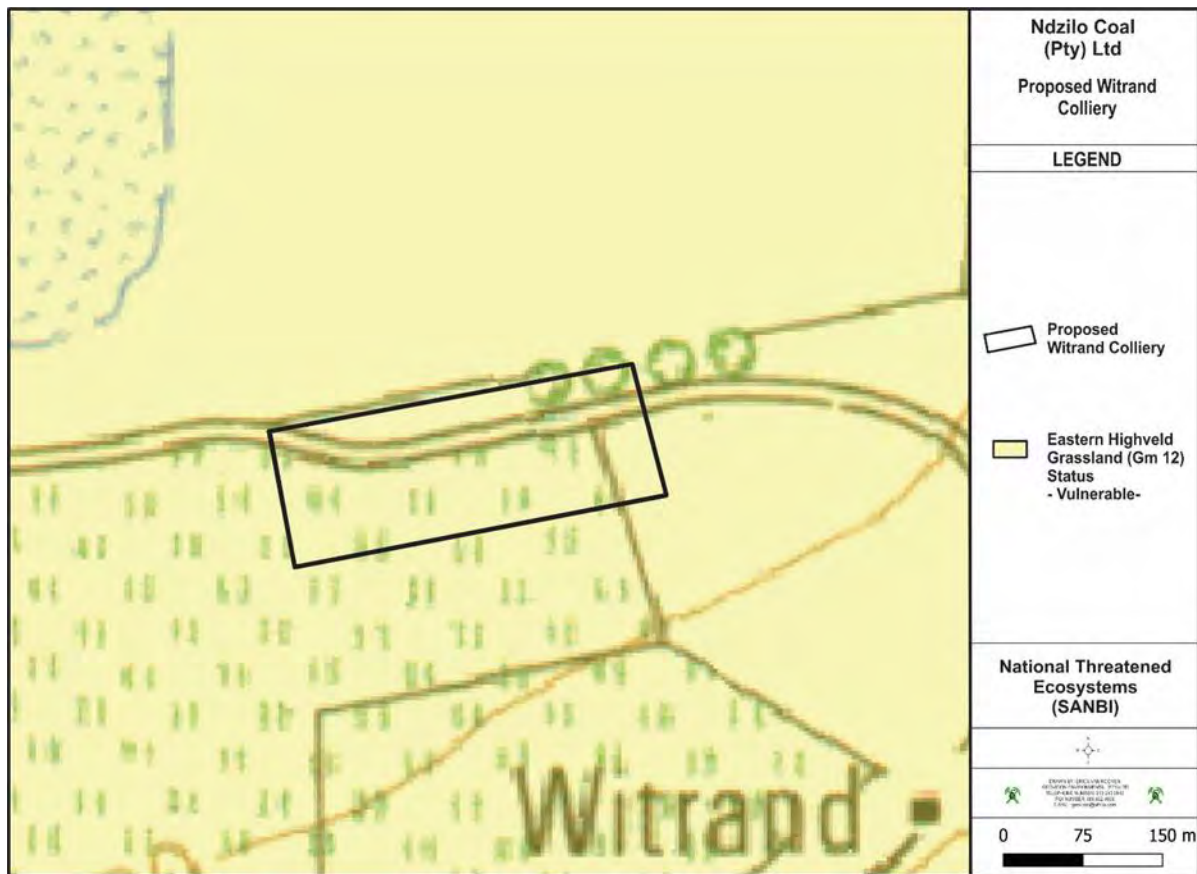 Ndzilo Coal
(Pty) Ltd
Proposed Witrand
Colliery
LEGEND
Proposed
Witrand Colliery
Eastern Highveld
Grassland (Gm 12)
Status
- Vulnerable-
National Threatened
Ecosystems
(SANBI)
0 75 150 m
Witrand